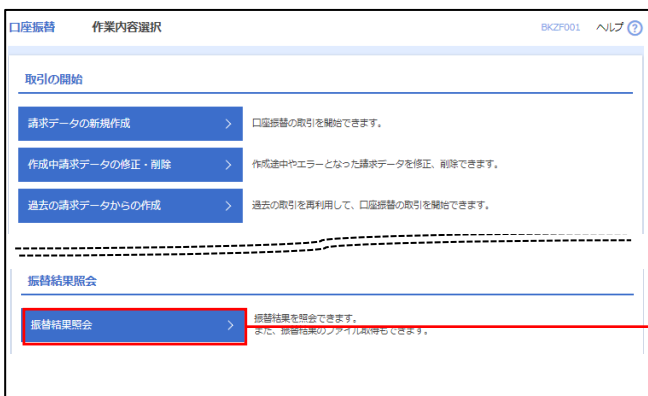 口座振替 作業内容選択 BKZF001 ヘルプ ?
取引の開始
請求データの新規作成 口座振替の取引を開始できます。
作成中請求データの修正・削除 作成途中やエラーとなった請求データを修正、削除できます。
過去の請求データからの作成 過去の取引を再利用して、口座振替の取引を開始できます。
振替結果照会
振替結果照会 振替結果を照会できます。
また、振替結果のファイル取得もできます。